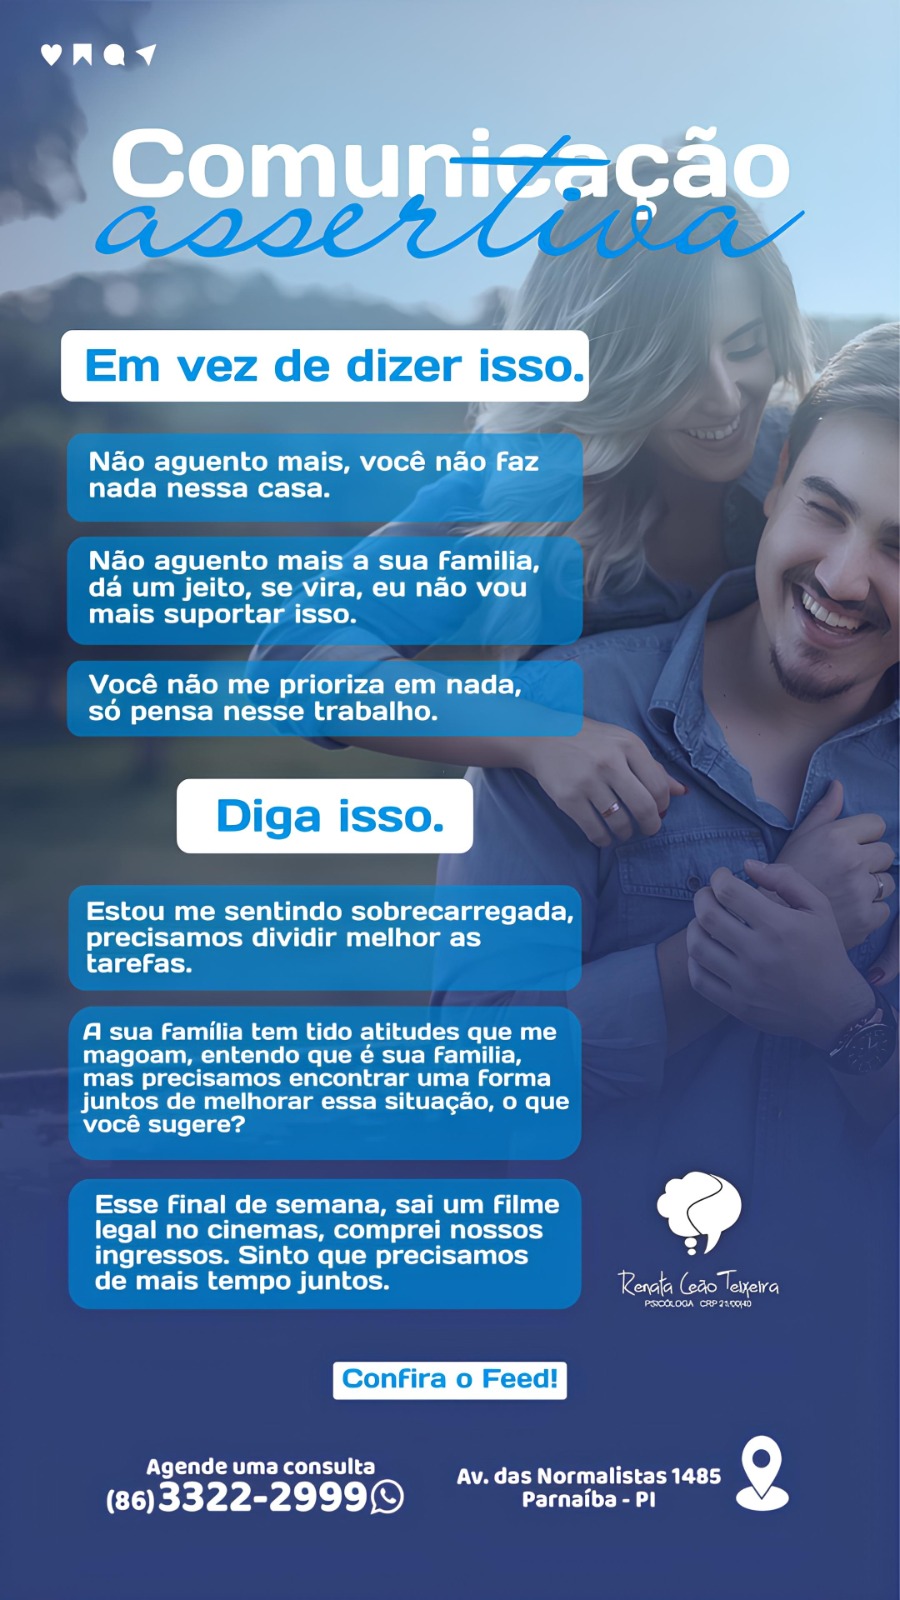 Comunicação
assertiva
Em vez de dizer isso.
Não aguento mais, você não faz
nada nessa casa.
Não aguento mais a sua familia,
dá um jeito, se vira, eu não vou
mais suportar isso.
Você não me prioriza em nada,
só pensa nesse trabalho.
Diga isso.
Estou me sentindo sobrecarregada,
precisamos dividir melhor as
tarefas.
A sua família tem tido atitudes que me
magoam, entendo que é sua familia,
mas precisamos encontrar uma forma
juntos de melhorar essa situação, o que
você sugere?
Esse final de semana, sai um filme
legal no cinemas, comprei nossos
ingressos. Sinto que precisamos
de mais tempo juntos.
Renata Leão Teixeira
PSICÓLOGA CRP
Confira o Feed!
Agende uma consulta
(86)3322-2999
Av. das Normalistas 1485
Parnaíba - PI